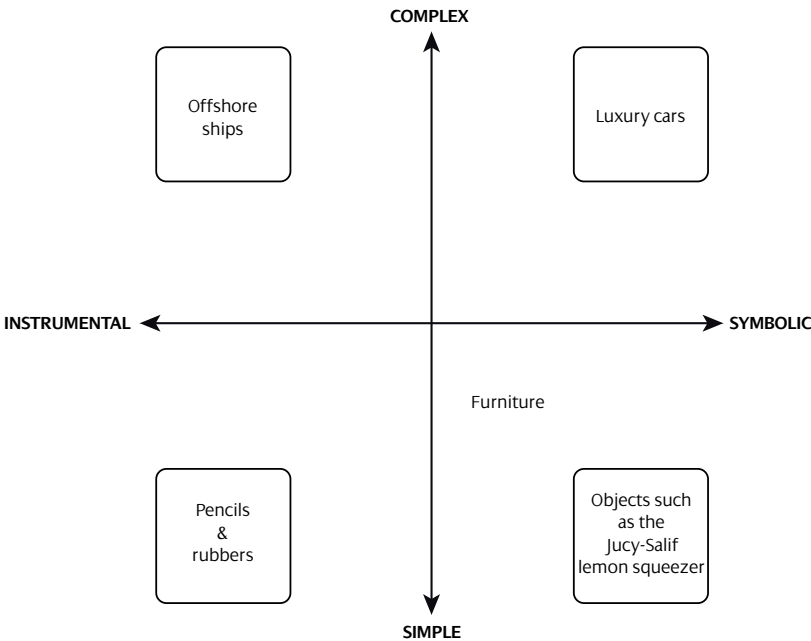 COMPLEX
Offshore
ships
Luxury cars
INSTRUMENTAL
SYMBOLIC
Furniture
Pencils
&
rubbers
Objects such
as the
Jucy-Salif
lemon squeezer
SIMPLE